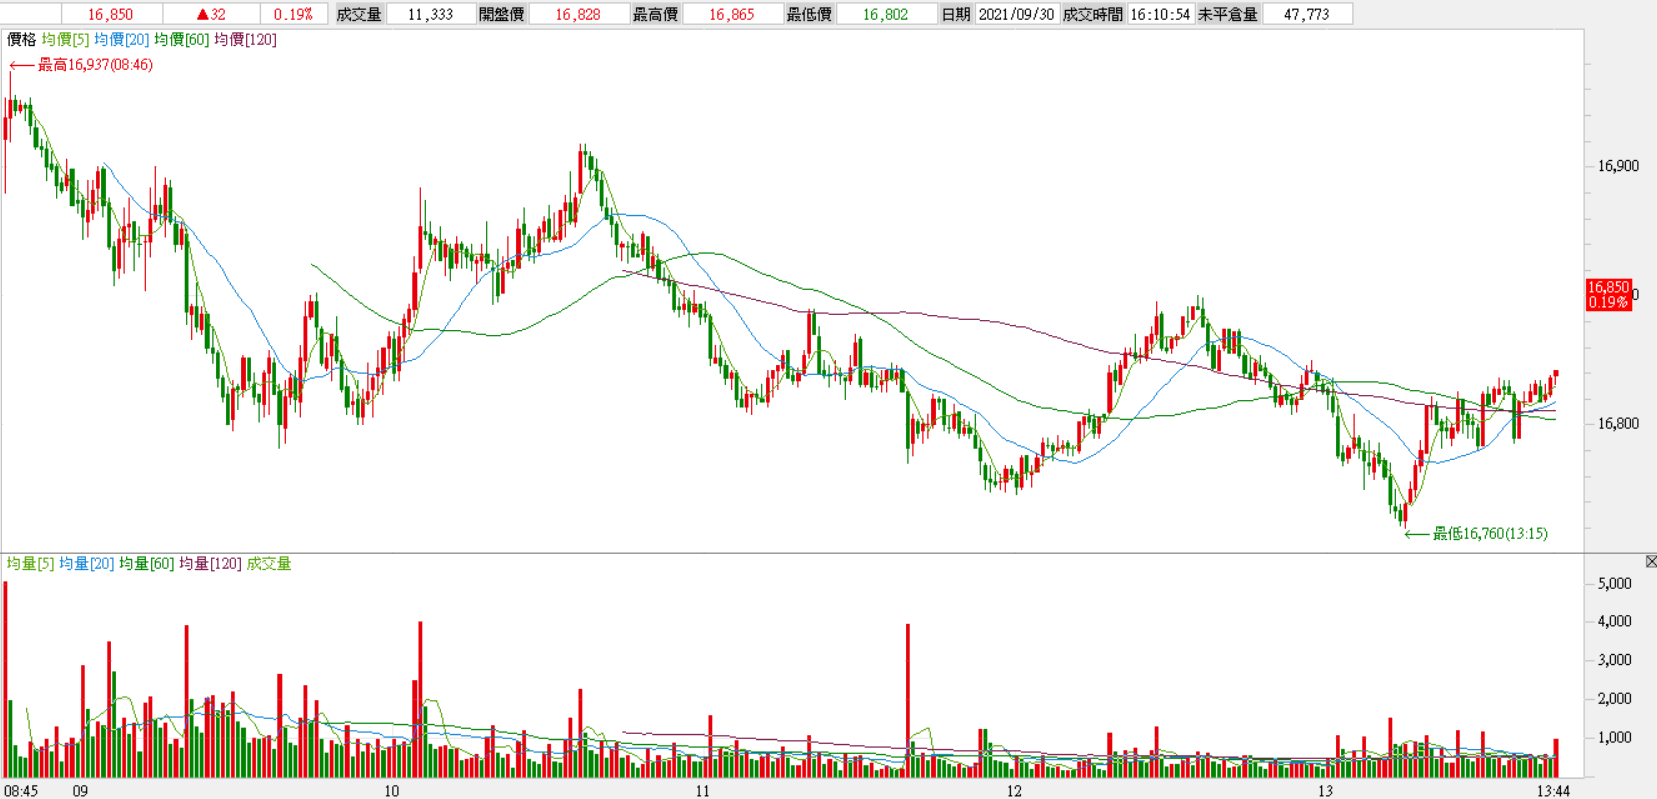 16,850 ▲32 0.19% 成交量 11,333 開盤價 16,828 最高價 16,865 最低價 16,802 日期 2021/09/30 成交時間 16:10:54 未平倉量 47,773
價格 均價[5] 均價[20] 均價[60] 均價[120]
←最高16,937(08:46)
16,900
16,850
0
0.19%
16,800
←最低16,760(13:15)
均量[5] 均量[20] 均量[60] 均量[120] 成交量
5,000
4,000
3,000
2,000
1,000
08:45 09 10 11 12 13 13:44